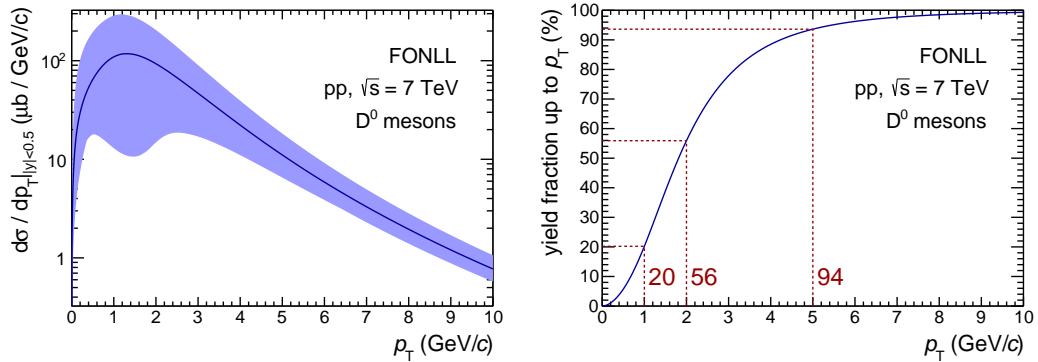 dσ / dp_T|_|y|<0.5 (μb / GeV/c)
10²
10
1
FONLL
pp, √s = 7 TeV
D⁰ mesons
0 1 2 3 4 5 6 7 8 9 10
p_T (GeV/c)
yield fraction up to p_T (%)
100
90
80
70
60
50
40
30
20
10
0
FONLL
pp, √s = 7 TeV
D⁰ mesons
20 56 94
0 1 2 3 4 5 6 7 8 9 10
p_T (GeV/c)